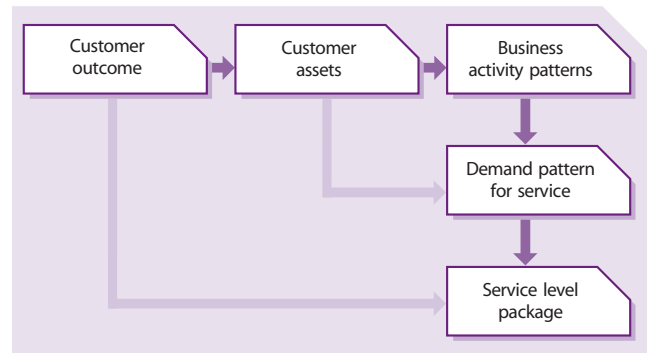 Customer
outcome
Customer
assets
Business
activity patterns
Demand pattern
for service
Service level
package